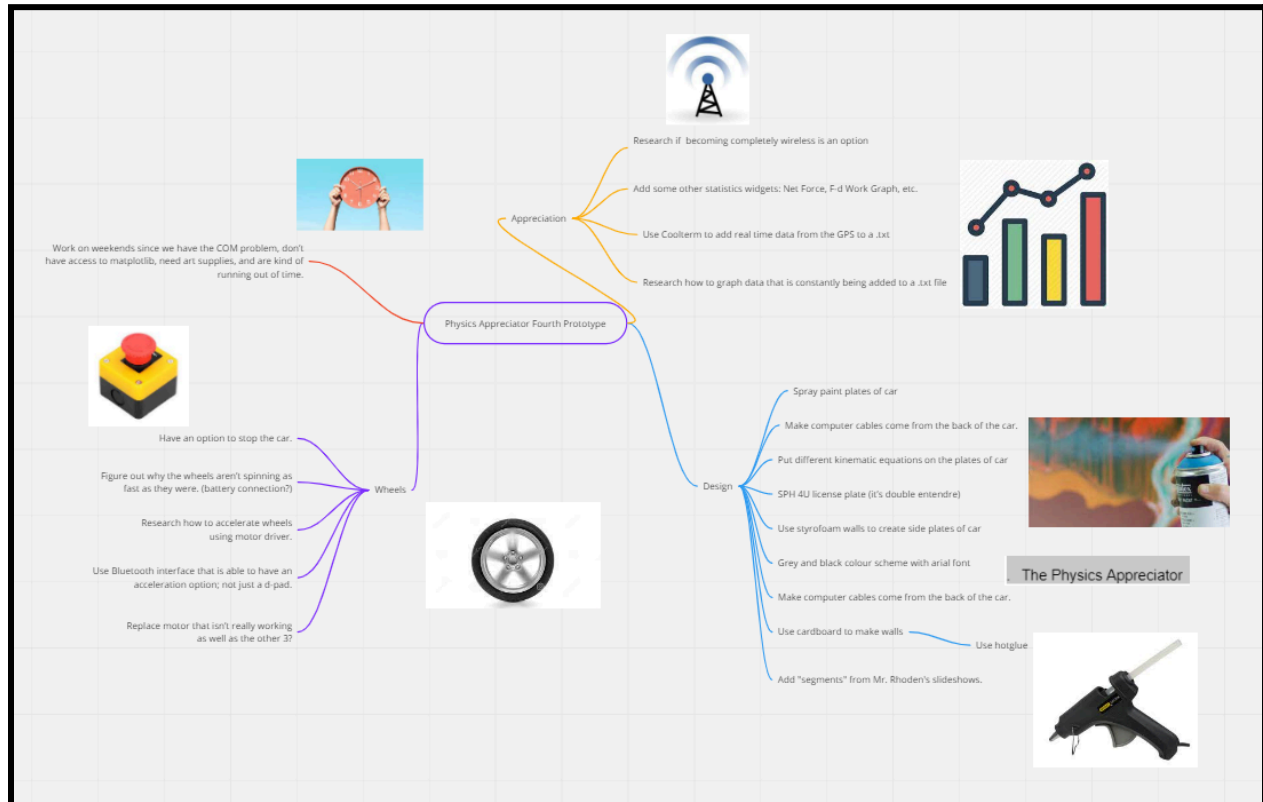 Research if becoming completely wireless is an option
Add some other statistics widgets: Net Force, F-d Work Graph, etc.
Appreciation
Use Coolterm to add real time data from the GPS to a .txt
Research how to graph data that is constantly being added to a .txt file
Work on weekends since we have the COM problem, don't
have access to matplotlib, need art supplies, and are kind of
running out of time.
Physics Appreciator Fourth Prototype
Have an option to stop the car.
Figure out why the wheels aren't spinning as
fast as they were. (battery connection?)
Wheels
Research how to accelerate wheels
using motor driver.
Use Bluetooth interface that is able to have an
acceleration option; not just a d-pad.
Replace motor that isn't really working
as well as the other 3?
Spray paint plates of car
Make computer cables come from the back of the car.
Put different kinematic equations on the plates of car
Design
SPH 4U license plate (it's double entendre)
Use styrofoam walls to create side plates of car
Grey and black colour scheme with arial font
. The Physics Appreciator
Make computer cables come from the back of the car.
Use cardboard to make walls
Use hotglue
Add "segments" from Mr. Rhoden's slideshows.